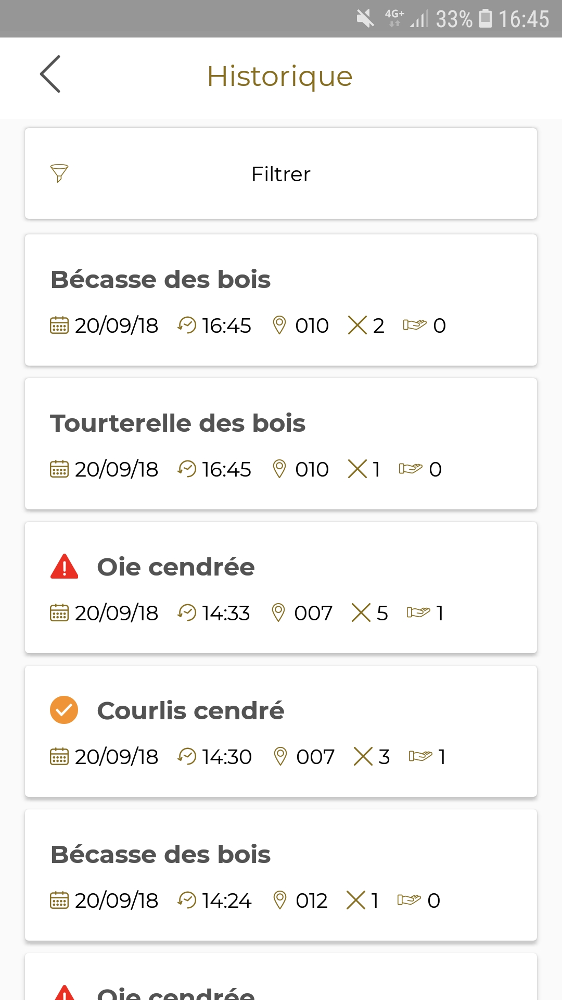 4G+ 33% 16:45
Historique
Filtrer
Bécasse des bois
20/09/18 16:45 010 2 0
Tourterelle des bois
20/09/18 16:45 010 1 0
Oie cendrée
20/09/18 14:33 007 5 1
Courlis cendré
20/09/18 14:30 007 3 1
Bécasse des bois
20/09/18 14:24 012 1 0
Oie cendrée